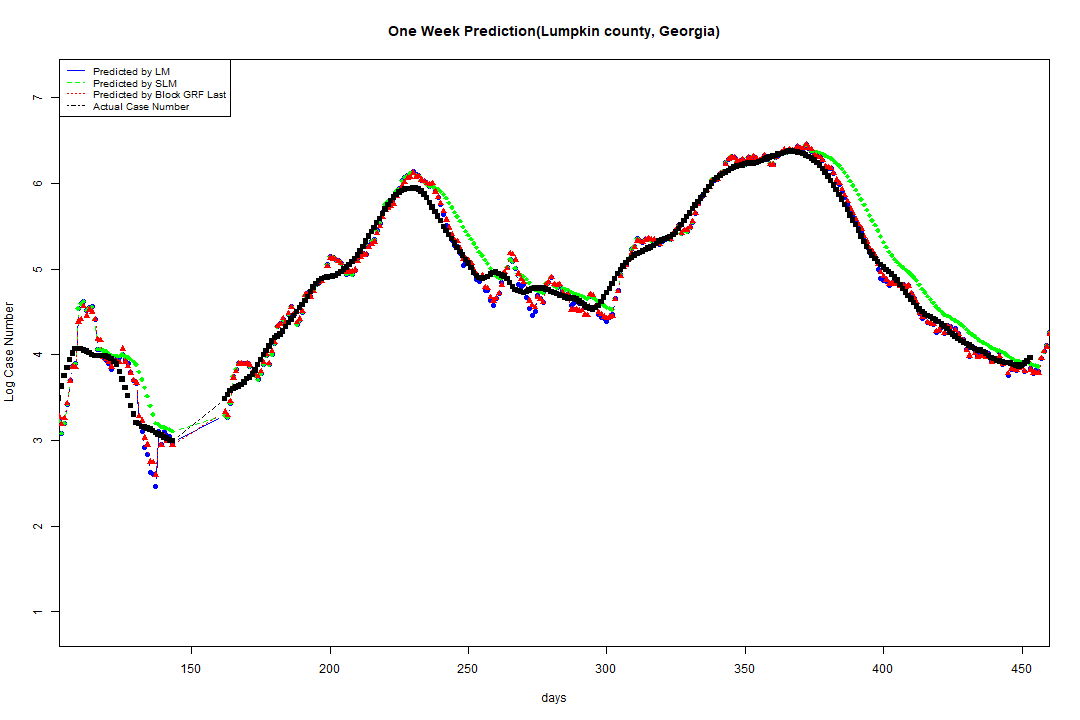 One Week Prediction(Lumpkin county, Georgia)
Predicted by LM
Predicted by SLM
Predicted by Block GRF Last
Actual Case Number
Log Case Number
7
6
5
4
3
2
1
150 200 250 300 350 400 450
days